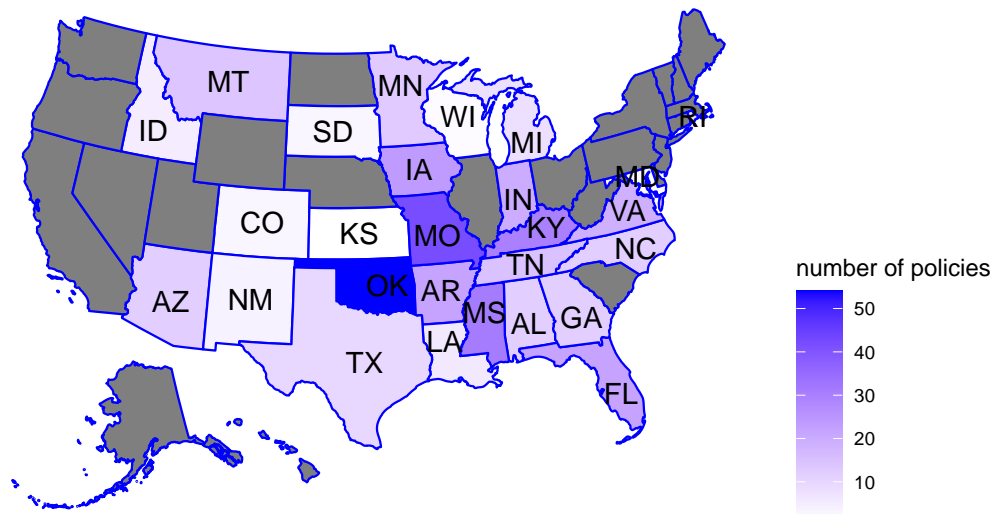 MT
MN
ID
SD
WI
MI
RI
IA
IN
MD
VA
CO
KS
MO
KY
NC
TN
AZ
NM
OK
AR
MS
AL
GA
LA
TX
FL
number of policies
50
40
30
20
10